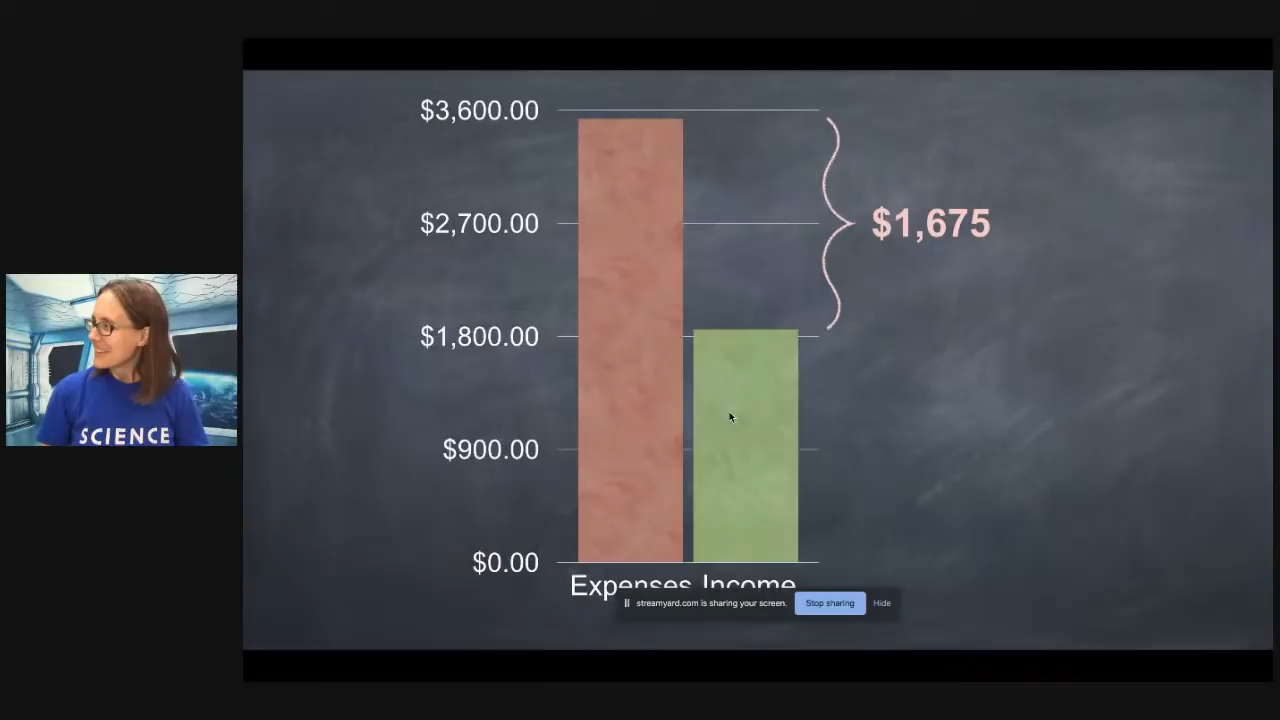 $3,600.00
$2,700.00
$1,675
$1,800.00
SCIENCE
$900.00
$0.00
Expenses Income
streamyard.com is sharing your screen. Stop sharing Hide